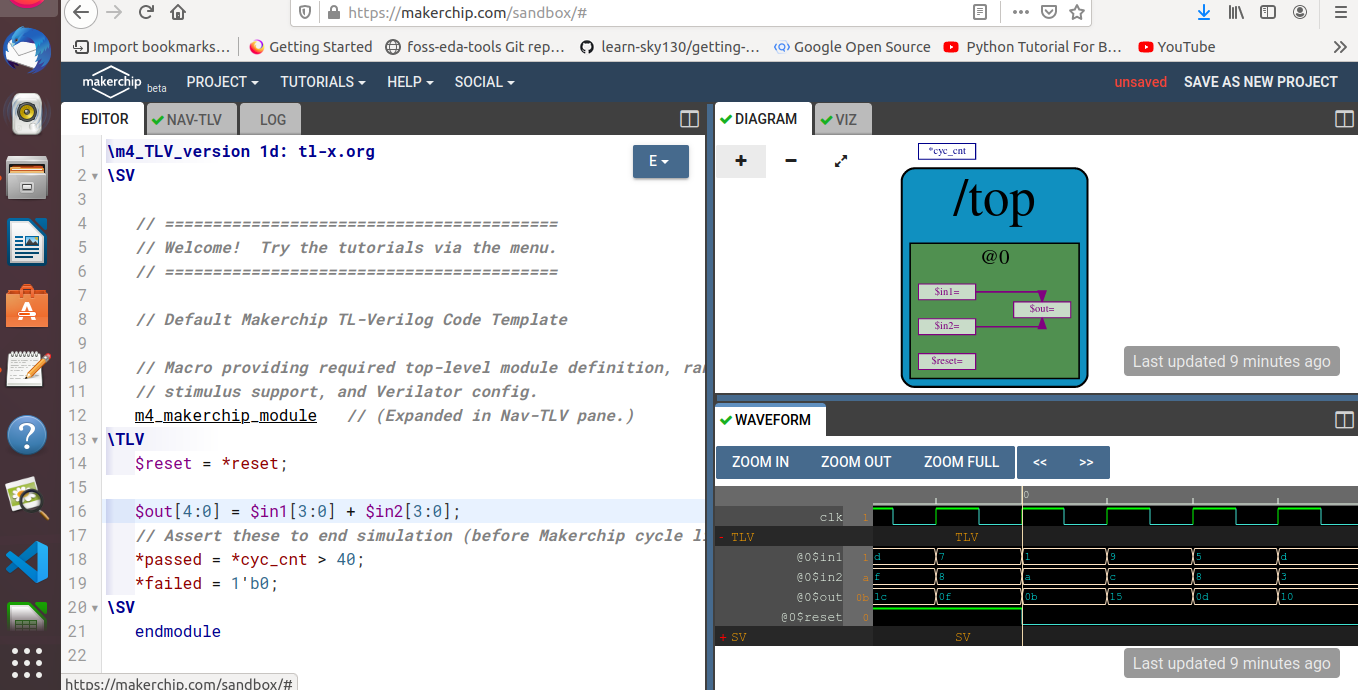 https://makerchip.com/sandbox/#
Import bookmarks...
Getting Started
foss-eda-tools Git rep...
learn-sky130/getting-...
Google Open Source
Python Tutorial For B...
YouTube
makerchip beta
PROJECT
TUTORIALS
HELP
SOCIAL
unsaved
SAVE AS NEW PROJECT
EDITOR
NAV-TLV
LOG
1 \m4_TLV_version 1d: tl-x.org
2 \SV
3
4 // =========================================
5 // Welcome!  Try the tutorials via the menu.
6 // =========================================
7
8 // Default Makerchip TL-Verilog Code Template
9
10 // Macro providing required top-level module definition, ra
11 // stimulus support, and Verilator config.
12 m4_makerchip_module   // (Expanded in Nav-TLV pane.)
13 \TLV
14 $reset = *reset;
15
16 $out[4:0] = $in1[3:0] + $in2[3:0];
17 // Assert these to end simulation (before Makerchip cycle l
18 *passed = *cyc_cnt > 40;
19 *failed = 1'b0;
20 \SV
21 endmodule
22
E
https://makerchip.com/sandbox/#
DIAGRAM
VIZ
+
−
*cyc_cnt
/top
@0
$in1=
$out=
$in2=
$reset=
Last updated 9 minutes ago
WAVEFORM
ZOOM IN
ZOOM OUT
ZOOM FULL
<<
>>
0
clk 1
- TLV TLV
@0$in1 1 d 7 1 9 5 d
@0$in2 a f 8 a c 8 3
@0$out 0b 1c 0f 0b 15 0d 10
@0$reset 0
+ SV SV
Last updated 9 minutes ago